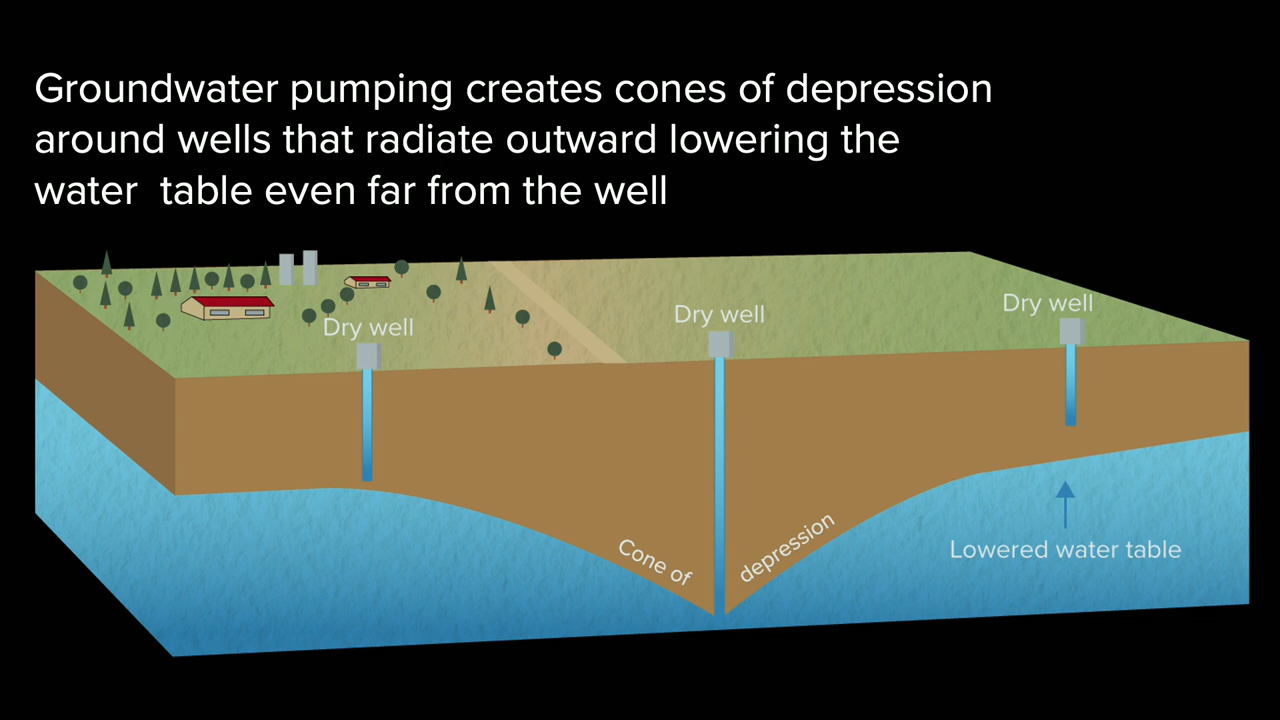 Groundwater pumping creates cones of depression
around wells that radiate outward lowering the
water  table even far from the well
Dry well
Dry well
Dry well
Cone of depression
Lowered water table